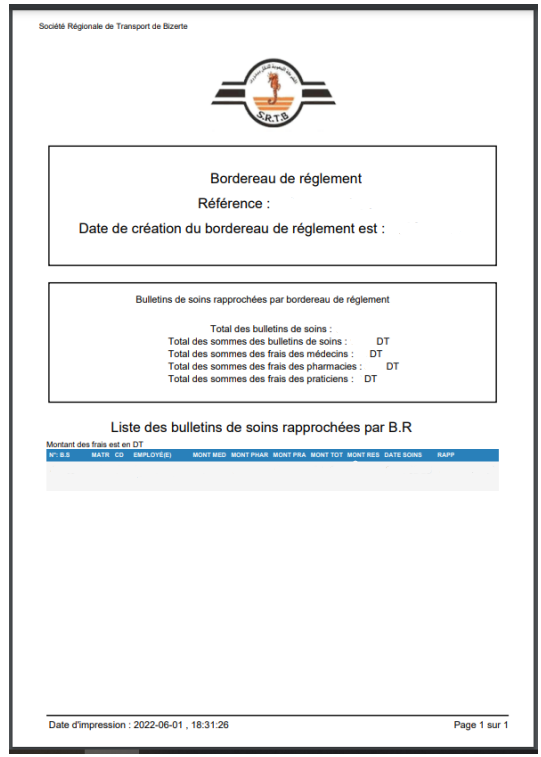 Société Régionale de Transport de Bizerte
S.R.T.B
Bordereau de réglement
Référence :
Date de création du bordereau de réglement est :
Bulletins de soins rapprochées par bordereau de réglement
Total des bulletins de soins :
Total des sommes des bulletins de soins : DT
Total des sommes des frais des médecins : DT
Total des sommes des frais des pharmacies : DT
Total des sommes des frais des praticiens : DT
Liste des bulletins de soins rapprochées par B.R
Montant des frais est en DT
N°: B.S MATR CD EMPLOYÉ(E) MONT MED MONT PHAR MONT PRA MONT TOT MONT RES DATE SOINS RAPP
Date d'impression : 2022-06-01 , 18:31:26
Page 1 sur 1